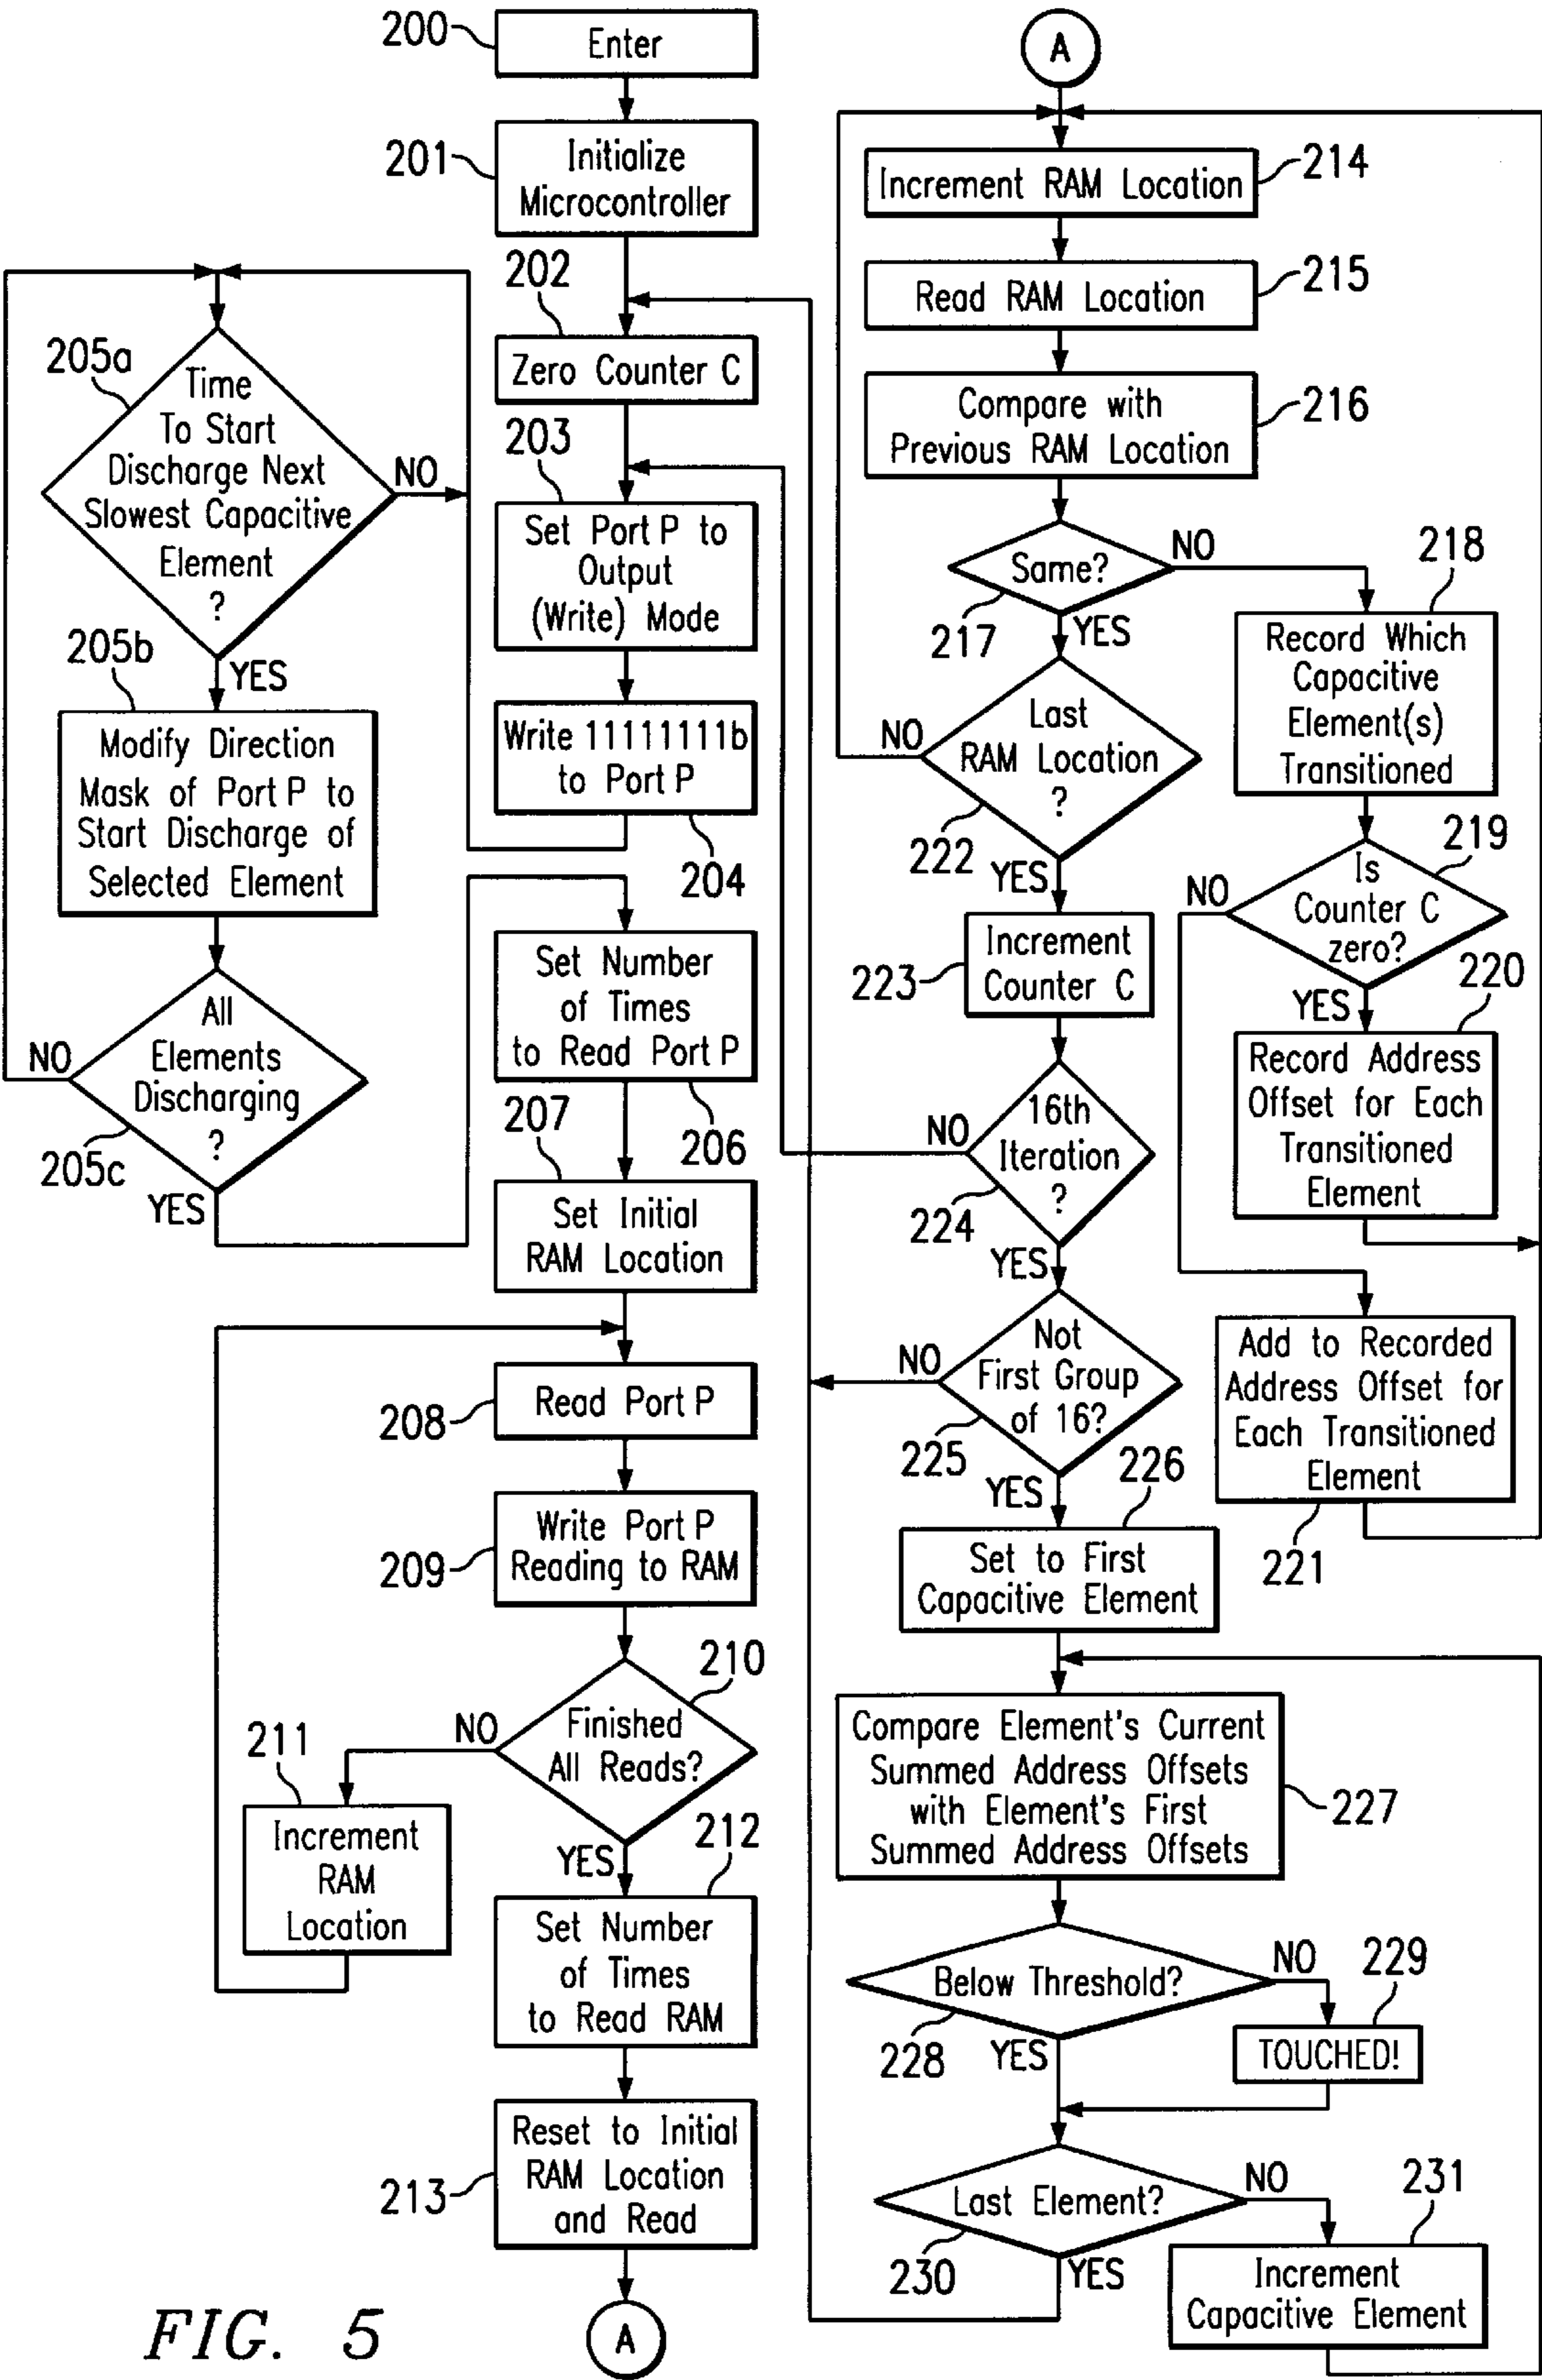 200
Enter
201
Initialize
Microcontroller
202
Zero Counter C
203
Set Port P to
Output
(Write) Mode
Write 11111111b
to Port P
204
205a
Time
To Start
Discharge Next
Slowest Capacitive
Element
?
NO
YES
205b
Modify Direction
Mask of Port P to
Start Discharge of
Selected Element
All
Elements
Discharging
?
NO
205c
YES
Set Number
of Times
to Read Port P
206
207
Set Initial
RAM Location
208
Read Port P
209
Write Port P
Reading to RAM
210
Finished
All Reads?
NO
YES
211
Increment
RAM
Location
212
Set Number
of Times
to Read RAM
213
Reset to Initial
RAM Location
and Read
A
A
Increment RAM Location
214
Read RAM Location
215
Compare with
Previous RAM Location
216
Same?
NO
217
YES
218
Record Which
Capacitive
Element(s)
Transitioned
219
Is
Counter C
zero?
NO
YES
220
Record Address
Offset for Each
Transitioned
Element
Add to Recorded
Address Offset for
Each Transitioned
Element
221
Last
RAM Location
?
NO
222
YES
223
Increment
Counter C
16th
Iteration
?
NO
224
YES
Not
First Group
of 16?
NO
225
YES
226
Set to First
Capacitive Element
Compare Element's Current
Summed Address Offsets
with Element's First
Summed Address Offsets
227
Below Threshold?
NO
228
YES
229
TOUCHED!
Last Element?
NO
230
YES
231
Increment
Capacitive Element
FIG. 5